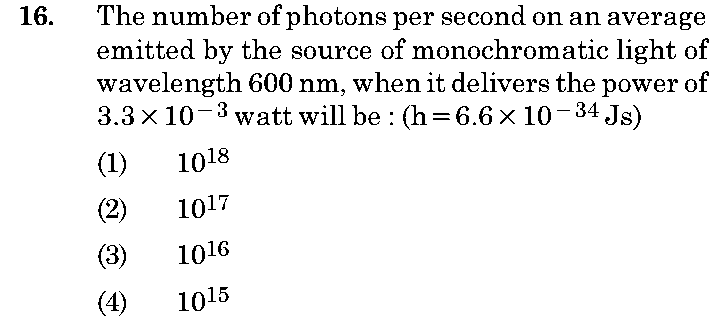 16. The number of photons per second on an average
emitted by the source of monochromatic light of
wavelength 600 nm, when it delivers the power of
3.3 × 10⁻³ watt will be : (h = 6.6 × 10⁻³⁴ Js)
(1) 10¹⁸
(2) 10¹⁷
(3) 10¹⁶
(4) 10¹⁵